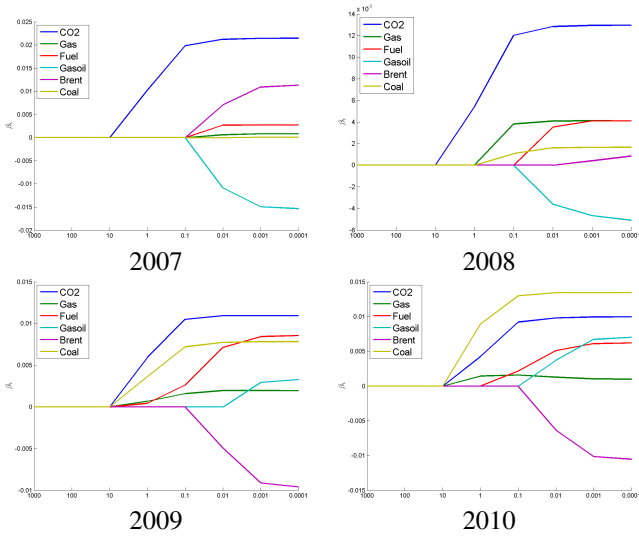 CO2
Gas
Fuel
Gasoil
Brent
Coal
0.025
0.02
0.015
0.01
0.005
0
-0.005
-0.01
-0.015
-0.02
βᵢ
1000 100 10 1 0.1 0.01 0.001 0.0001
2007
x 10⁻³
CO2
Gas
Fuel
Gasoil
Brent
Coal
14
12
10
8
6
4
2
0
-2
-4
-6
βᵢ
1000 100 10 1 0.1 0.01 0.001 0.0001
2008
CO2
Gas
Fuel
Gasoil
Brent
Coal
0.015
0.01
0.005
0
-0.005
-0.01
βᵢ
1000 100 10 1 0.1 0.01 0.001 0.0001
2009
CO2
Gas
Fuel
Gasoil
Brent
Coal
0.015
0.01
0.005
0
-0.005
-0.01
-0.015
βᵢ
1000 100 10 1 0.1 0.01 0.001 0.0001
2010